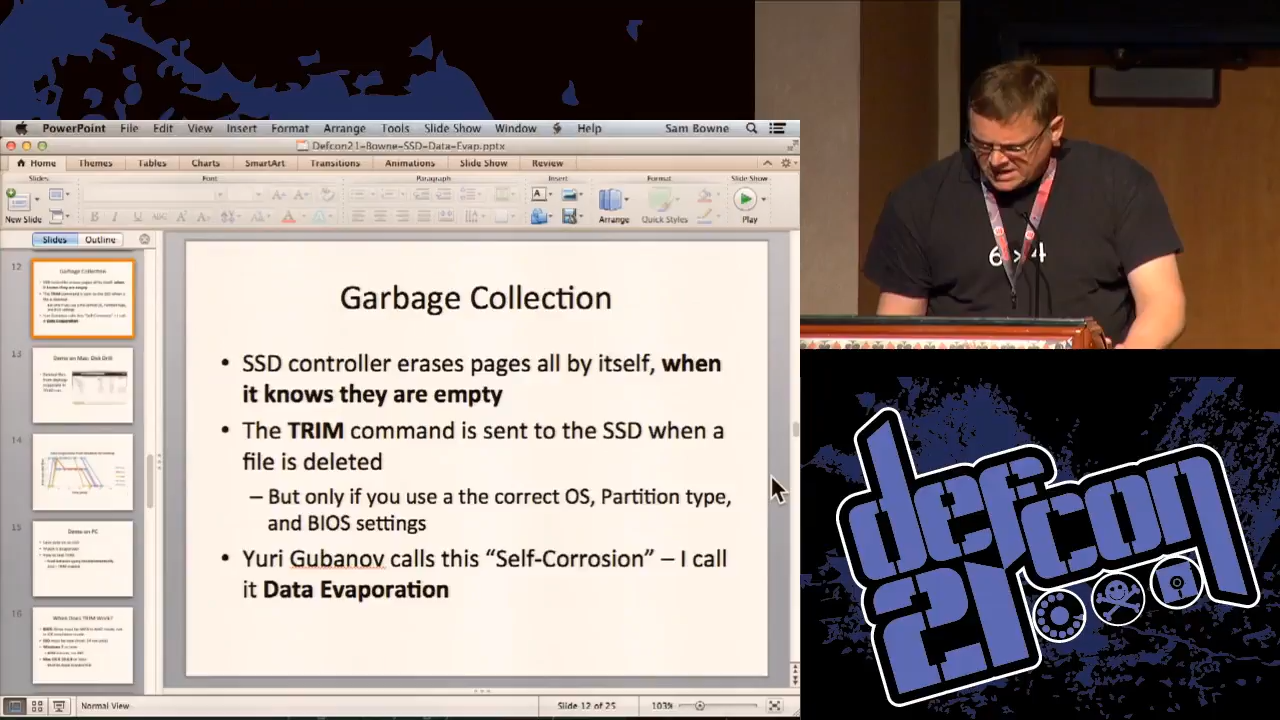 PowerPoint File Edit View Insert Format Arrange Tools Slide Show Window Help Sam Bowne
Defcon21-Bowne-SSD-Data-Evap.pptx
Home Themes Tables Charts SmartArt Transitions Animations Slide Show Review
Slides Font Paragraph Insert Format Slide Show
New Slide Arrange Quick Styles Play
Slides Outline
12
Garbage Collection
13
Demo on Mac: Disk Drill
14
15
Demo on PC
16
When Does TRIM Work?
Garbage Collection
• SSD controller erases pages all by itself, when
it knows they are empty
• The TRIM command is sent to the SSD when a
file is deleted
– But only if you use a the correct OS, Partition type,
and BIOS settings
• Yuri Gubanov calls this “Self-Corrosion” – I call
it Data Evaporation
Normal View Slide 12 of 25 103%
defcon
21